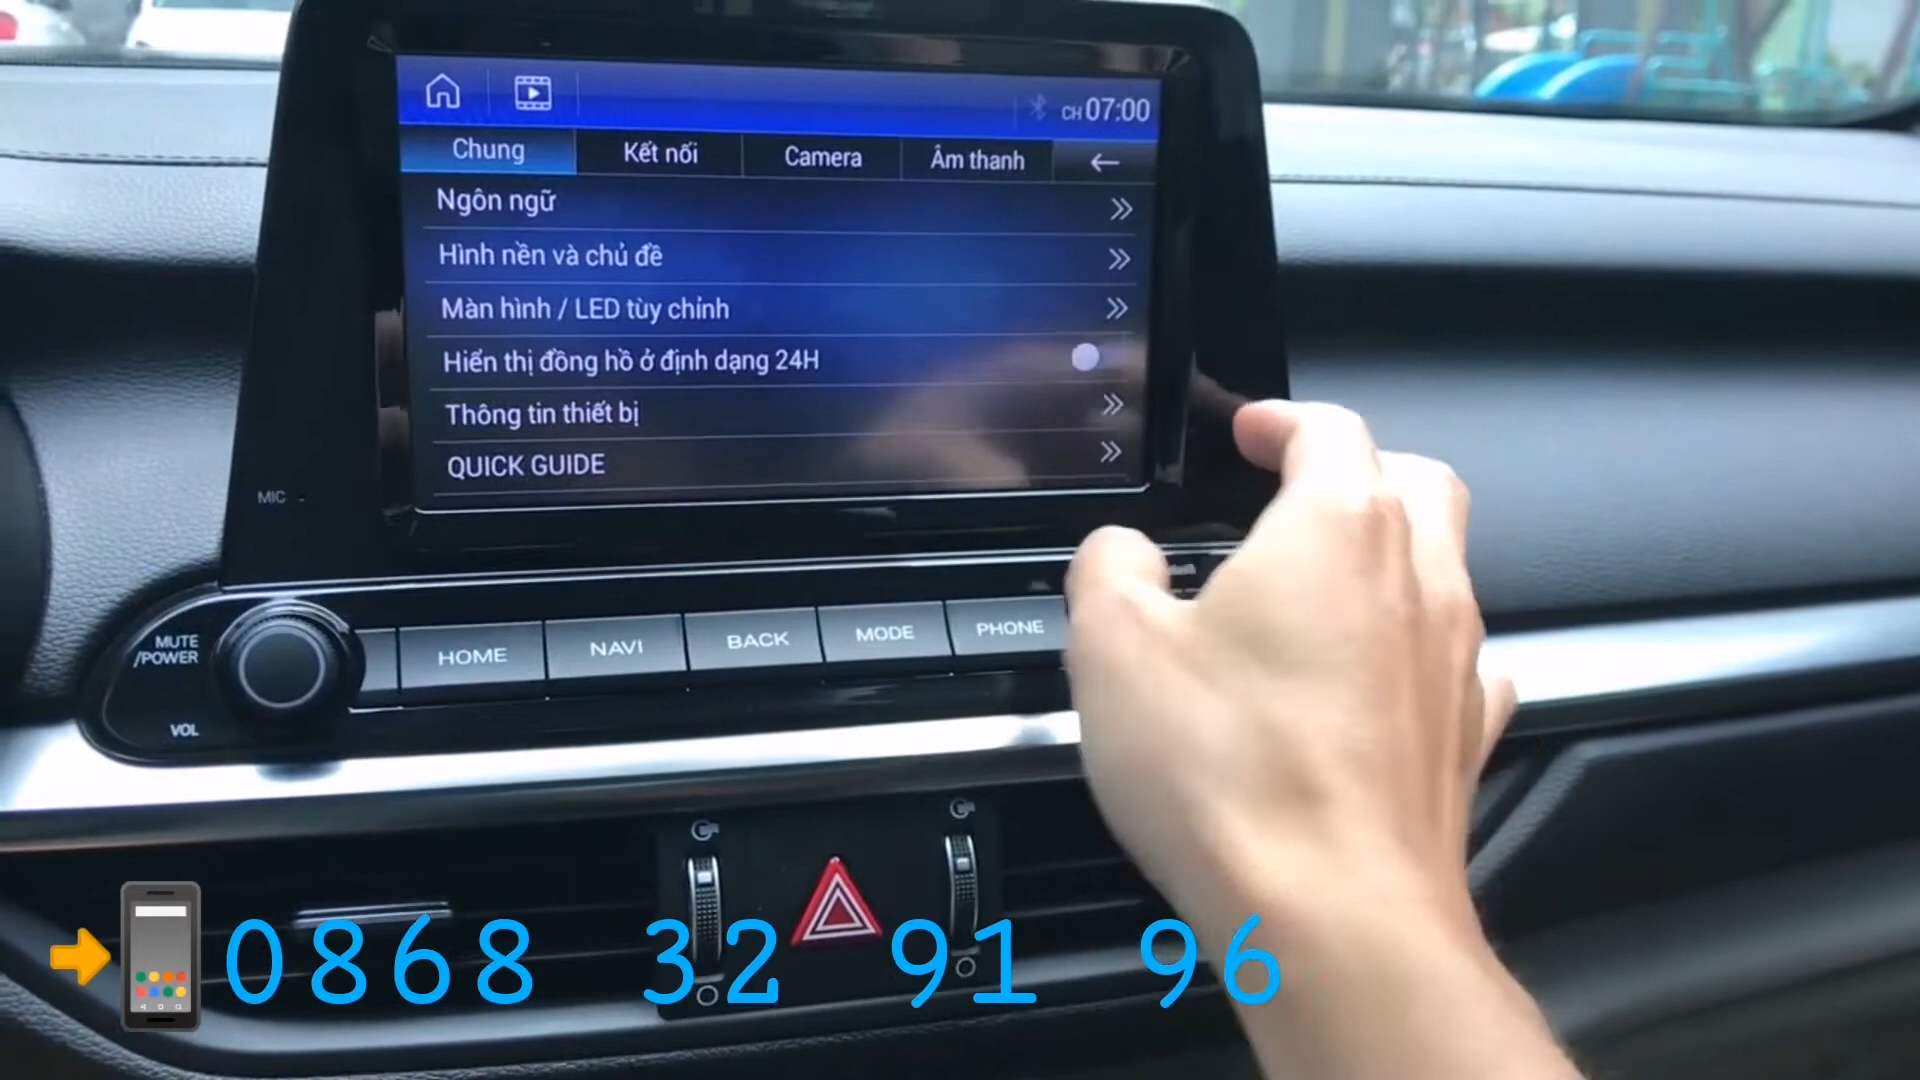 CH 07:00
Chung
Kết nối
Camera
Âm thanh
Ngôn ngữ
Hình nền và chủ đề
Màn hình / LED tùy chỉnh
Hiển thị đồng hồ ở định dạng 24H
Thông tin thiết bị
QUICK GUIDE
MIC
MUTE
/POWER
VOL
HOME
NAVI
BACK
MODE
PHONE
0868 32 91 96